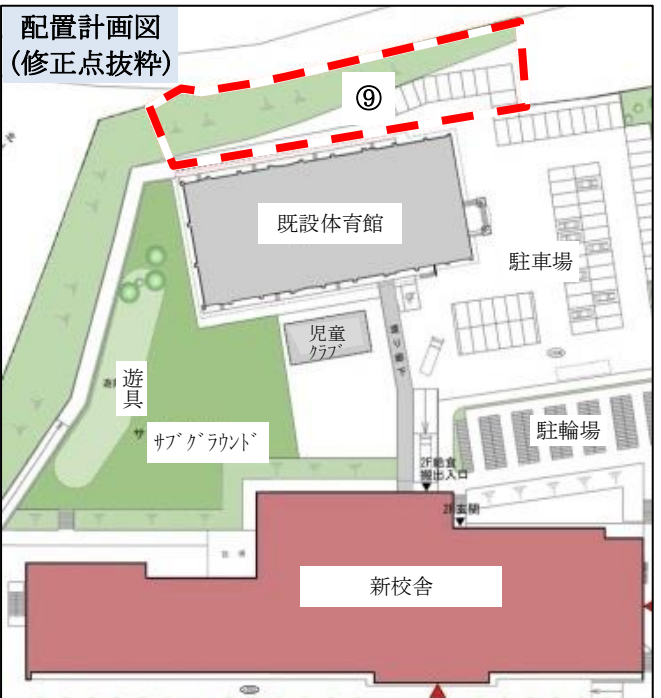 配置計画図
(修正点抜粋)
⑨
既設体育館
駐車場
児童
ｸﾗﾌﾞ
渡り廊下
遊具
ｻﾌﾞｸﾞﾗｳﾝﾄﾞ
駐輪場
2F給食
搬出入口
2F玄関
新校舎